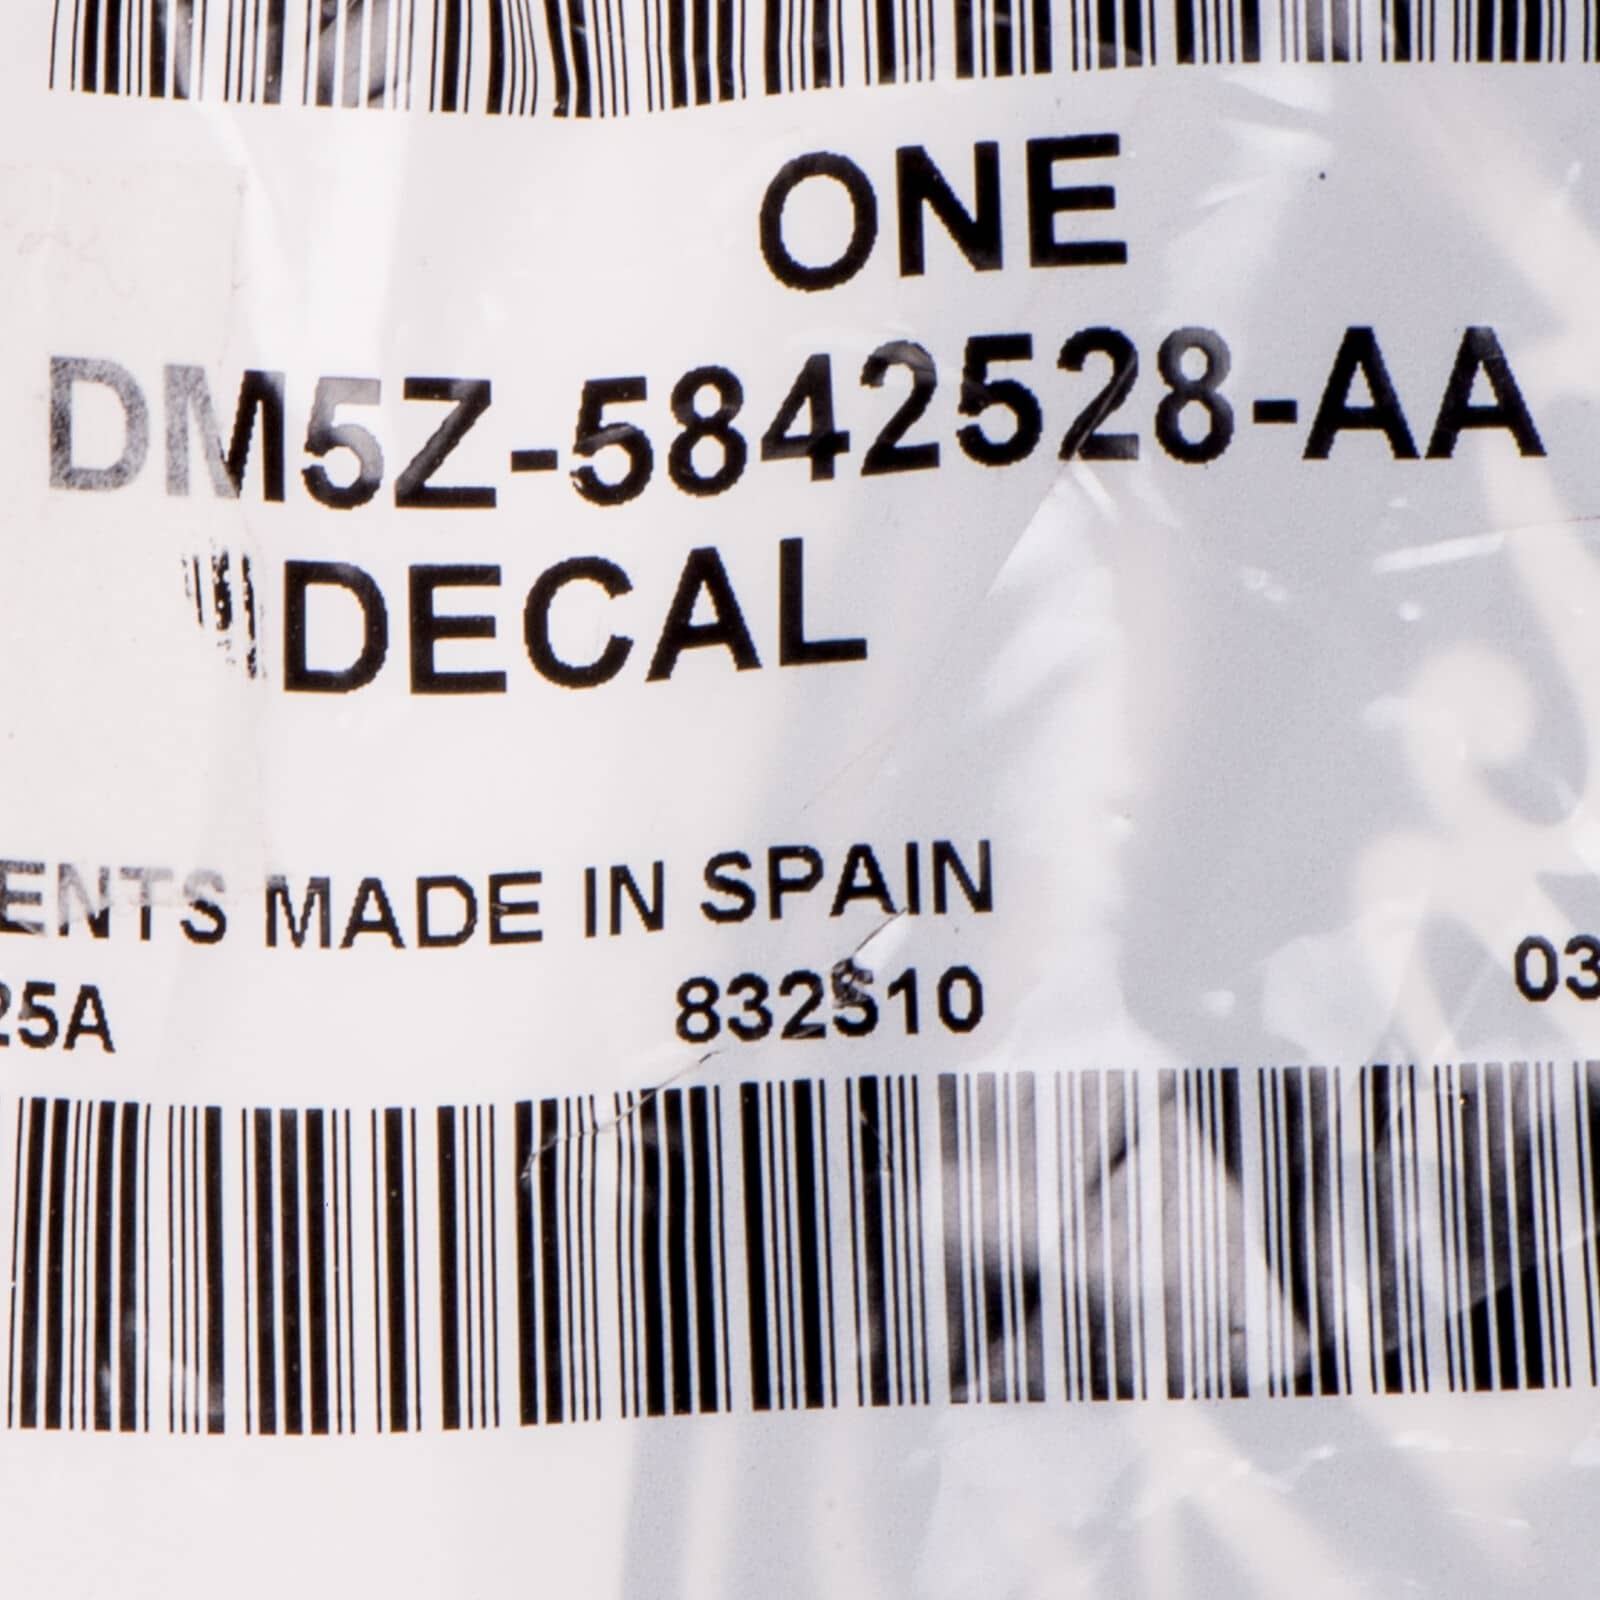 ONE
DM5Z-5842528-AA
DECAL
ENTS MADE IN SPAIN
25A 832510 03